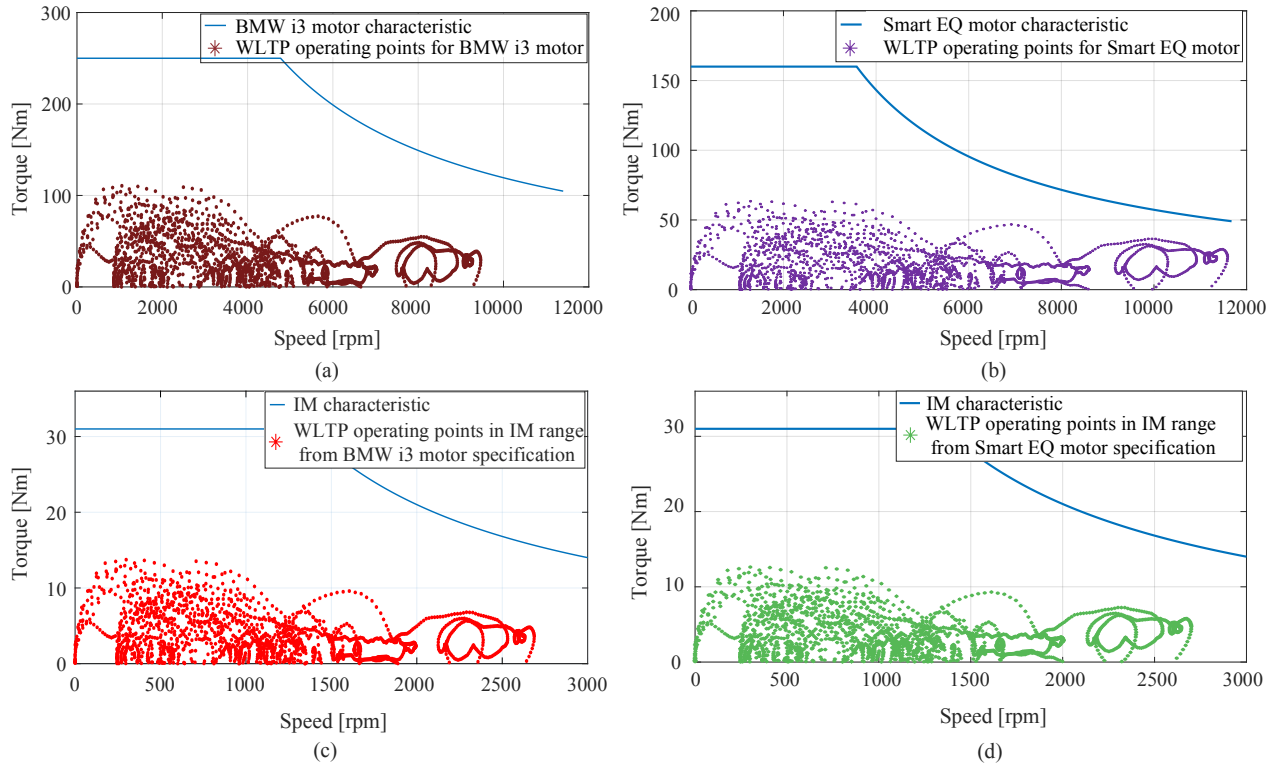 300
250
200
100
0
Torque [Nm]
BMW i3 motor characteristic
WLTP operating points for BMW i3 motor
0 2000 4000 6000 8000 10000 12000
Speed [rpm]
(a)
200
150
100
50
0
Torque [Nm]
Smart EQ motor characteristic
WLTP operating points for Smart EQ motor
0 2000 4000 6000 8000 10000 12000
Speed [rpm]
(b)
30
20
10
0
Torque [Nm]
IM characteristic
WLTP operating points in IM range
from BMW i3 motor specification
0 500 1000 1500 2000 2500 3000
Speed [rpm]
(c)
30
20
10
0
Torque [Nm]
IM characteristic
WLTP operating points in IM range
from Smart EQ motor specification
0 500 1000 1500 2000 2500 3000
Speed [rpm]
(d)